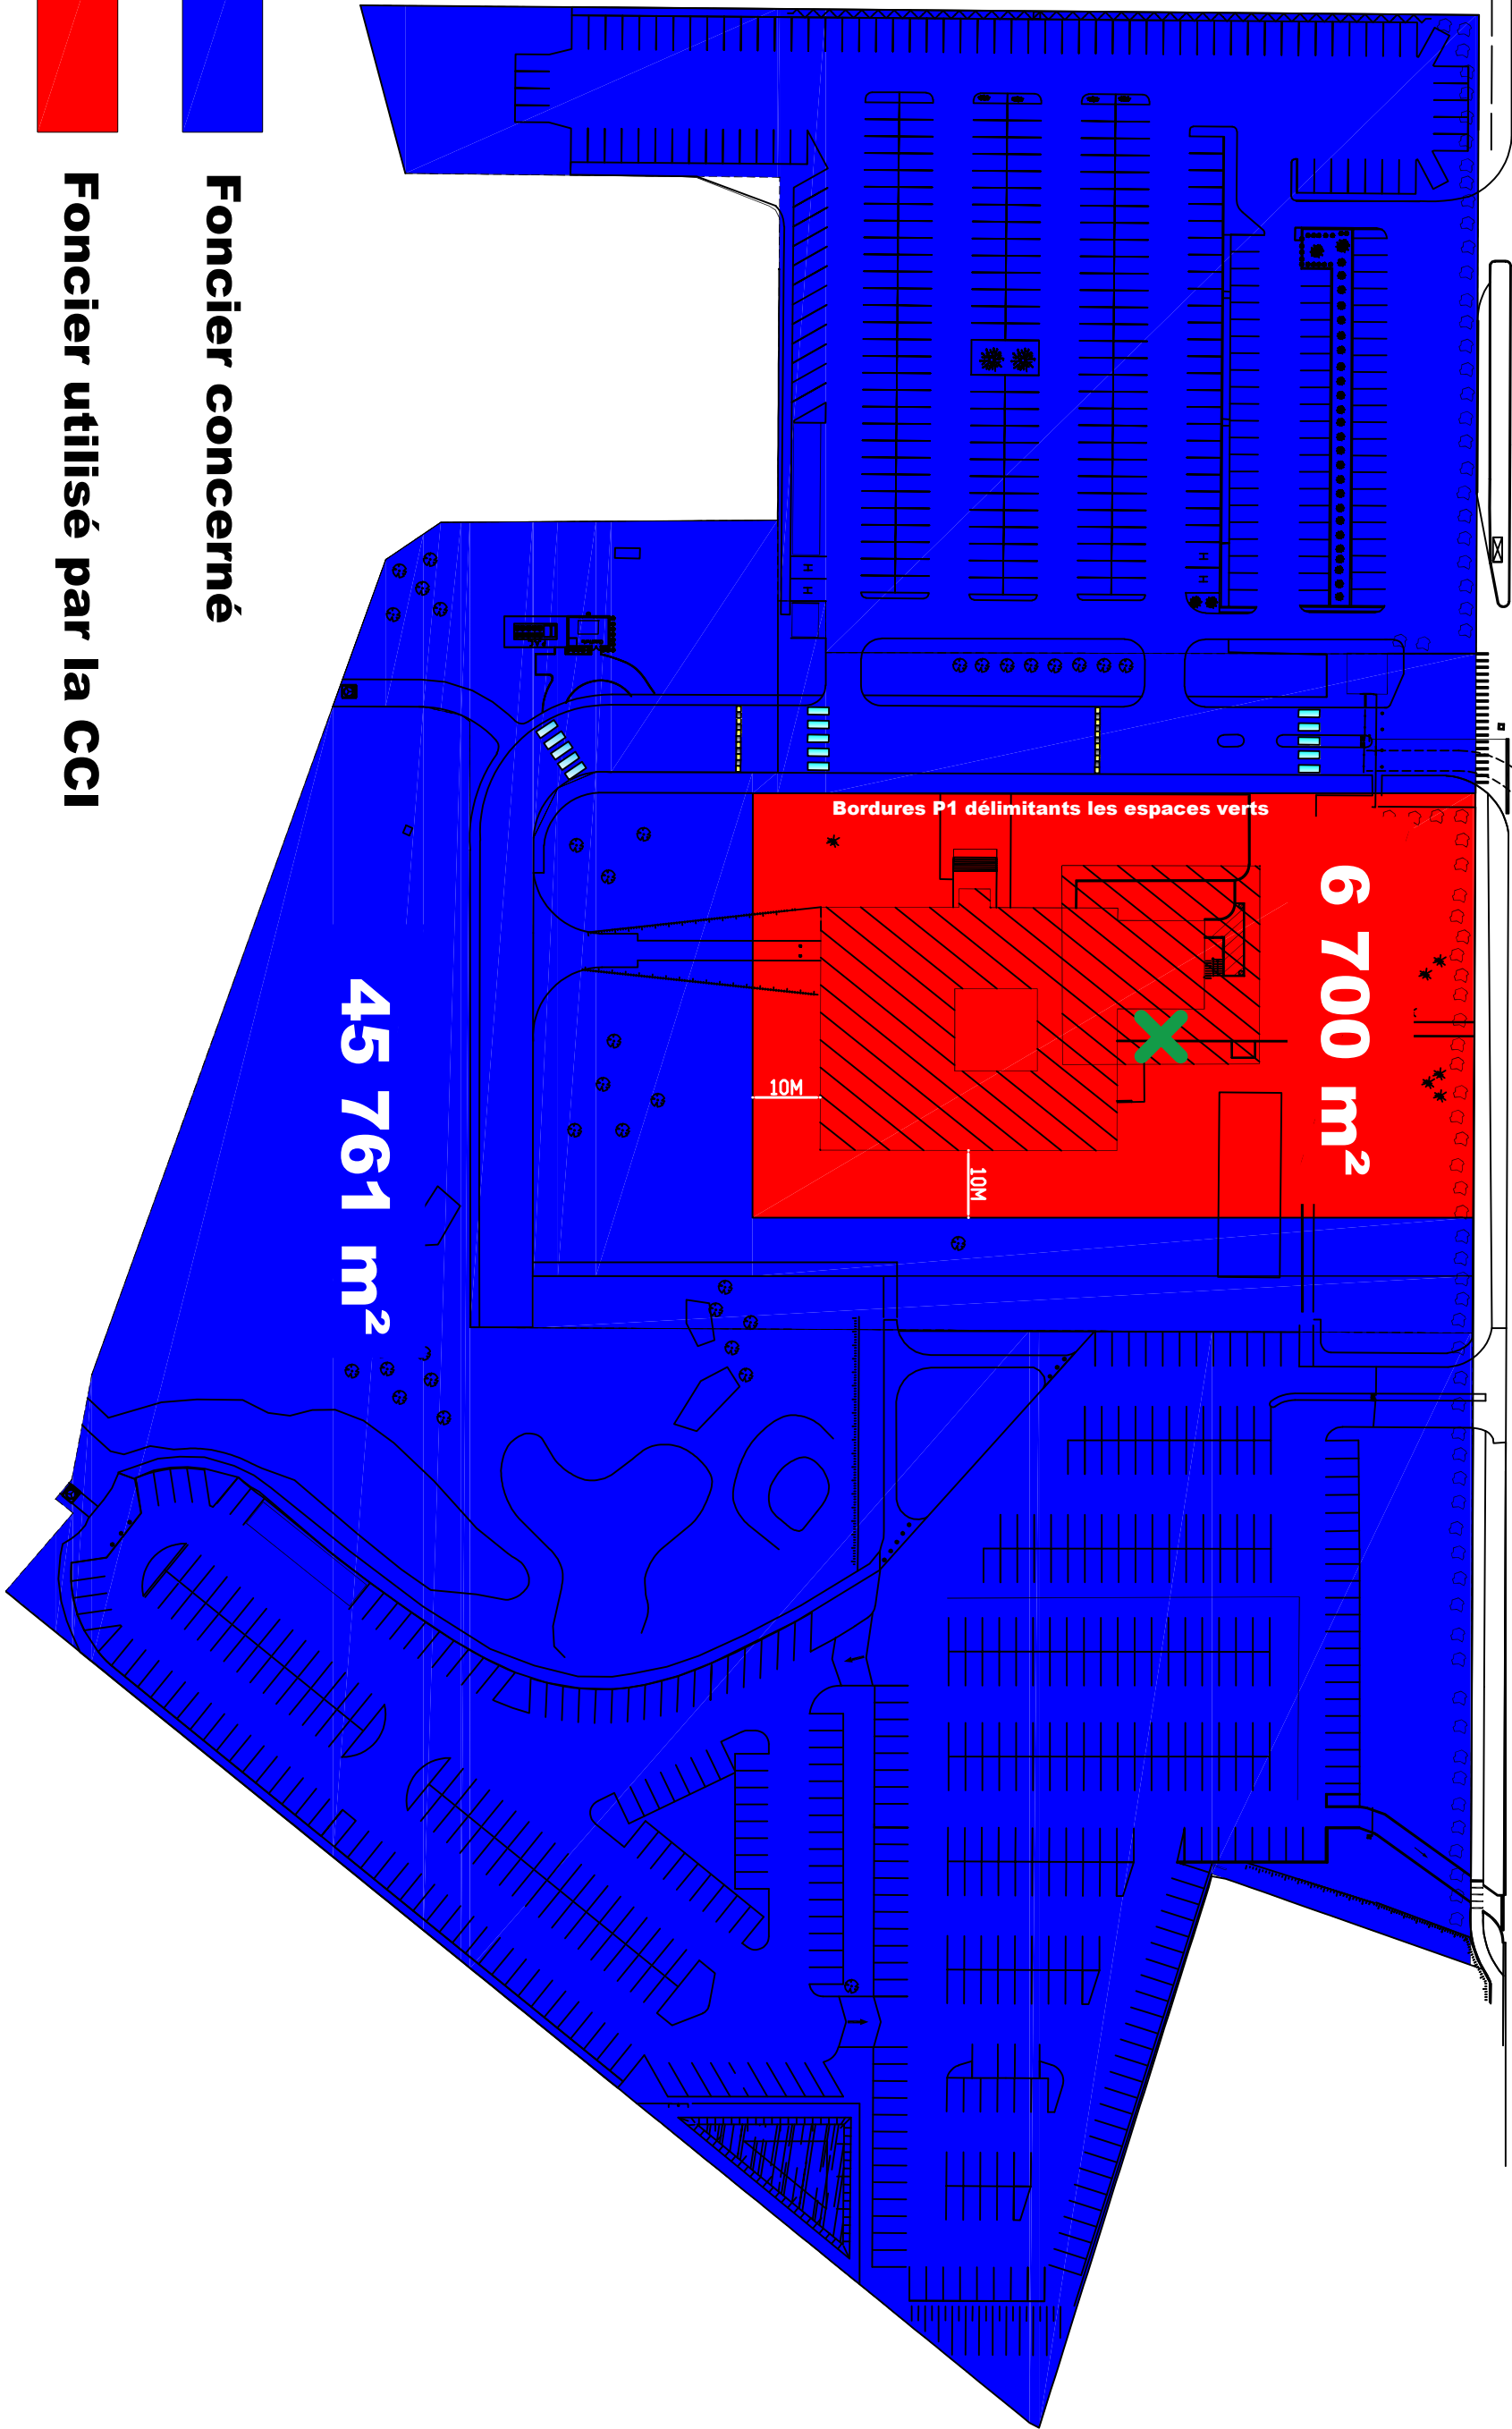 Foncier concerné
Foncier utilisé par la CCI
Bordures P1 délimitants les espaces verts
6 700 m²
45 761 m²
10M
10M
H
H
H
H